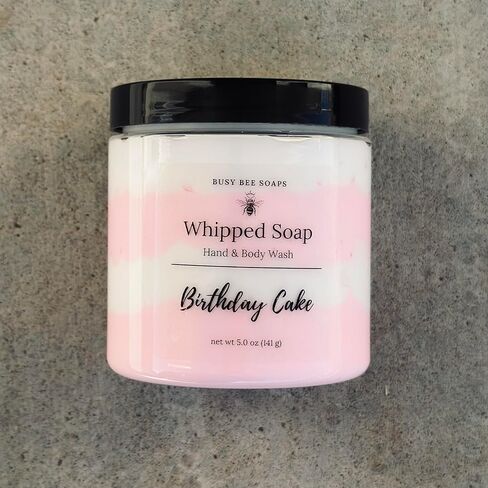 BUSY BEE SOAPS
Whipped Soap
Hand & Body Wash
Birthday Cake
net wt 5.0 oz (141 g)